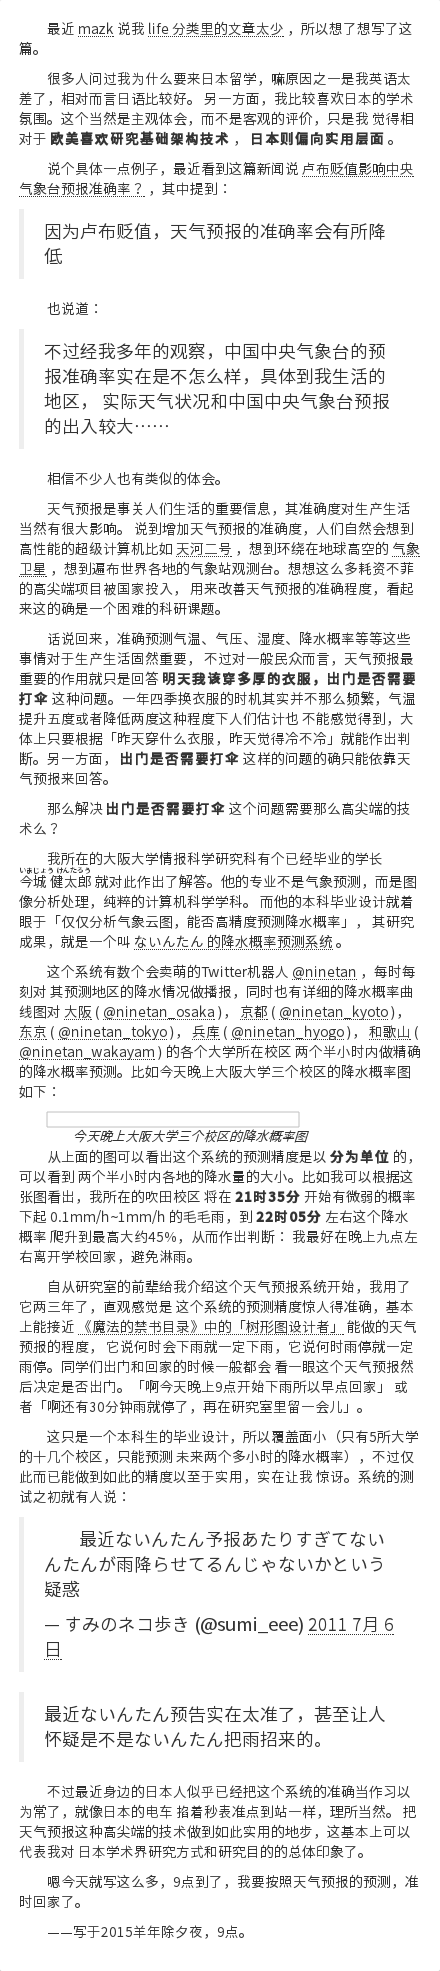 最近 mazk 说我 life 分类里的文章太少 ，所以想了想写了这
篇。
很多人问过我为什么要来日本留学，嘛原因之一是我英语太
差了，相对而言日语比较好。 另一方面，我比较喜欢日本的学术
氛围。这个当然是主观体会，而不是客观的评价，只是我 觉得相
对于 欧美喜欢研究基础架构技术 ， 日本则偏向实用层面 。
说个具体一点例子，最近看到这篇新闻说 卢布贬值影响中央
气象台预报准确率？ ，其中提到：
因为卢布贬值，天气预报的准确率会有所降
低
也说道：
不过经我多年的观察，中国中央气象台的预
报准确率实在是不怎么样，具体到我生活的
地区， 实际天气状况和中国中央气象台预报
的出入较大……
相信不少人也有类似的体会。
天气预报是事关人们生活的重要信息，其准确度对生产生活
当然有很大影响。 说到增加天气预报的准确度，人们自然会想到
高性能的超级计算机比如 天河二号 ，想到环绕在地球高空的 气象
卫星 ，想到遍布世界各地的气象站观测台。想想这么多耗资不菲
的高尖端项目被国家投入， 用来改善天气预报的准确程度，看起
来这的确是一个困难的科研课题。
话说回来，准确预测气温、气压、湿度、降水概率等等这些
事情对于生产生活固然重要， 不过对一般民众而言，天气预报最
重要的作用就只是回答 明天我该穿多厚的衣服，出门是否需要
打伞 这种问题。一年四季换衣服的时机其实并不那么频繁，气温
提升五度或者降低两度这种程度下人们估计也 不能感觉得到，大
体上只要根据「昨天穿什么衣服，昨天觉得冷不冷」就能作出判
断。另一方面， 出门是否需要打伞 这样的问题的确只能依靠天
气预报来回答。
那么解决 出门是否需要打伞 这个问题需要那么高尖端的技
术么？
我所在的大阪大学情报科学研究科有个已经毕业的学长
いまじょう けんたろう
今城 健太郎 就对此作出了解答。他的专业不是气象预测，而是图
像分析处理，纯粹的计算机科学学科。 而他的本科毕业设计就着
眼于「仅仅分析气象云图，能否高精度预测降水概率」， 其研究
成果，就是一个叫 ないんたん 的降水概率预测系统 。
这个系统有数个会卖萌的Twitter机器人 @ninetan ，每时每
刻对 其预测地区的降水情况做播报，同时也有详细的降水概率曲
线图对 大阪 ( @ninetan_osaka ) ， 京都 ( @ninetan_kyoto ) ，
东京 ( @ninetan_tokyo ) ， 兵库 ( @ninetan_hyogo ) ， 和歌山 (
@ninetan_wakayam ) 的各个大学所在校区 两个半小时内做精确
的降水概率预测。比如今天晚上大阪大学三个校区的降水概率图
如下：
今天晚上大阪大学三个校区的降水概率图
从上面的图可以看出这个系统的预测精度是以 分为单位 的，
可以看到 两个半小时内各地的降水量的大小。比如我可以根据这
张图看出，我所在的吹田校区 将在 21时35分 开始有微弱的概率
下起 0.1mm/h~1mm/h 的毛毛雨，到 22时05分 左右这个降水
概率 爬升到最高大约45%，从而作出判断： 我最好在晚上九点左
右离开学校回家，避免淋雨。
自从研究室的前辈给我介绍这个天气预报系统开始，我用了
它两三年了，直观感觉是 这个系统的预测精度惊人得准确，基本
上能接近 《魔法的禁书目录》中的「树形图设计者」 能做的天气
预报的程度， 它说何时会下雨就一定下雨，它说何时雨停就一定
雨停。同学们出门和回家的时候一般都会 看一眼这个天气预报然
后决定是否出门。「啊今天晚上9点开始下雨所以早点回家」 或
者「啊还有30分钟雨就停了，再在研究室里留一会儿」。
这只是一个本科生的毕业设计，所以覆盖面小（只有5所大学
的十几个校区，只能预测 未来两个多小时的降水概率），不过仅
此而已能做到如此的精度以至于实用，实在让我 惊讶。系统的测
试之初就有人说：
最近ないんたん予报あたりすぎてない
んたんが雨降らせてるんじゃないかという
疑惑
— すみのネコ歩き (@sumi_eee) 2011 7月 6
日
最近ないんたん预告实在太准了，甚至让人
怀疑是不是ないんたん把雨招来的。
不过最近身边的日本人似乎已经把这个系统的准确当作习以
为常了，就像日本的电车 掐着秒表准点到站一样，理所当然。 把
天气预报这种高尖端的技术做到如此实用的地步，这基本上可以
代表我对 日本学术界研究方式和研究目的的总体印象了。
嗯今天就写这么多，9点到了，我要按照天气预报的预测，准
时回家了。
——写于2015羊年除夕夜，9点。